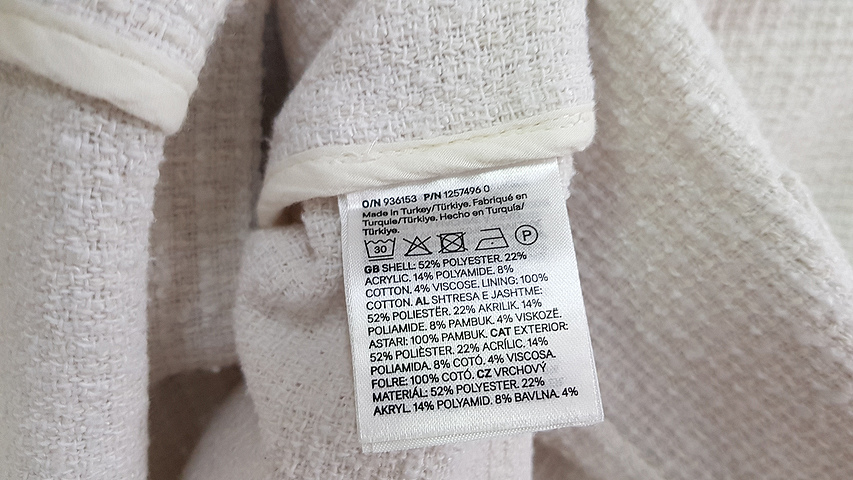 O/N 936153 P/N 1257496 0
Made in Turkey/Türkiye. Fabriqué en
Turquie/Türkiye. Hecho en Turquía/
Türkiye.
30 P
GB SHELL: 52% POLYESTER. 22%
ACRYLIC. 14% POLYAMIDE. 8%
COTTON. 4% VISCOSE. LINING: 100%
COTTON. AL SHTRESA E JASHTME:
52% POLIESTËR. 22% AKRILIK. 14%
POLIAMIDE. 8% PAMBUK. 4% VISKOZË.
ASTARI: 100% PAMBUK. CAT EXTERIOR:
52% POLIÈSTER. 22% ACRÍLIC. 14%
POLIAMIDA. 8% COTÓ. 4% VISCOSA.
FOLRE: 100% COTÓ. CZ VRCHOVÝ
MATERIÁL: 52% POLYESTER. 22%
AKRYL. 14% POLYAMID. 8% BAVLNA. 4%